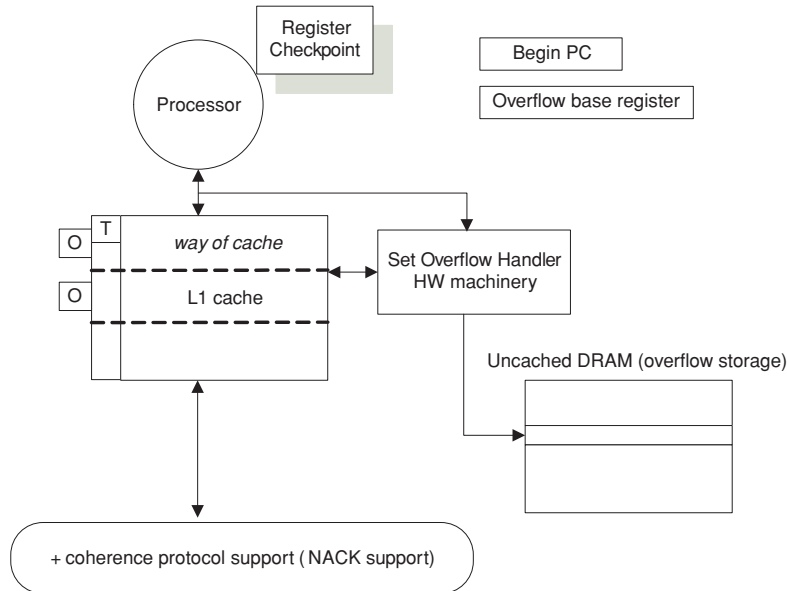 Register
Checkpoint
Begin PC
Processor
Overflow base register
T
O
way of cache
Set Overflow Handler
HW machinery
O
L1 cache
Uncached DRAM (overflow storage)
+ coherence protocol support ( NACK support)